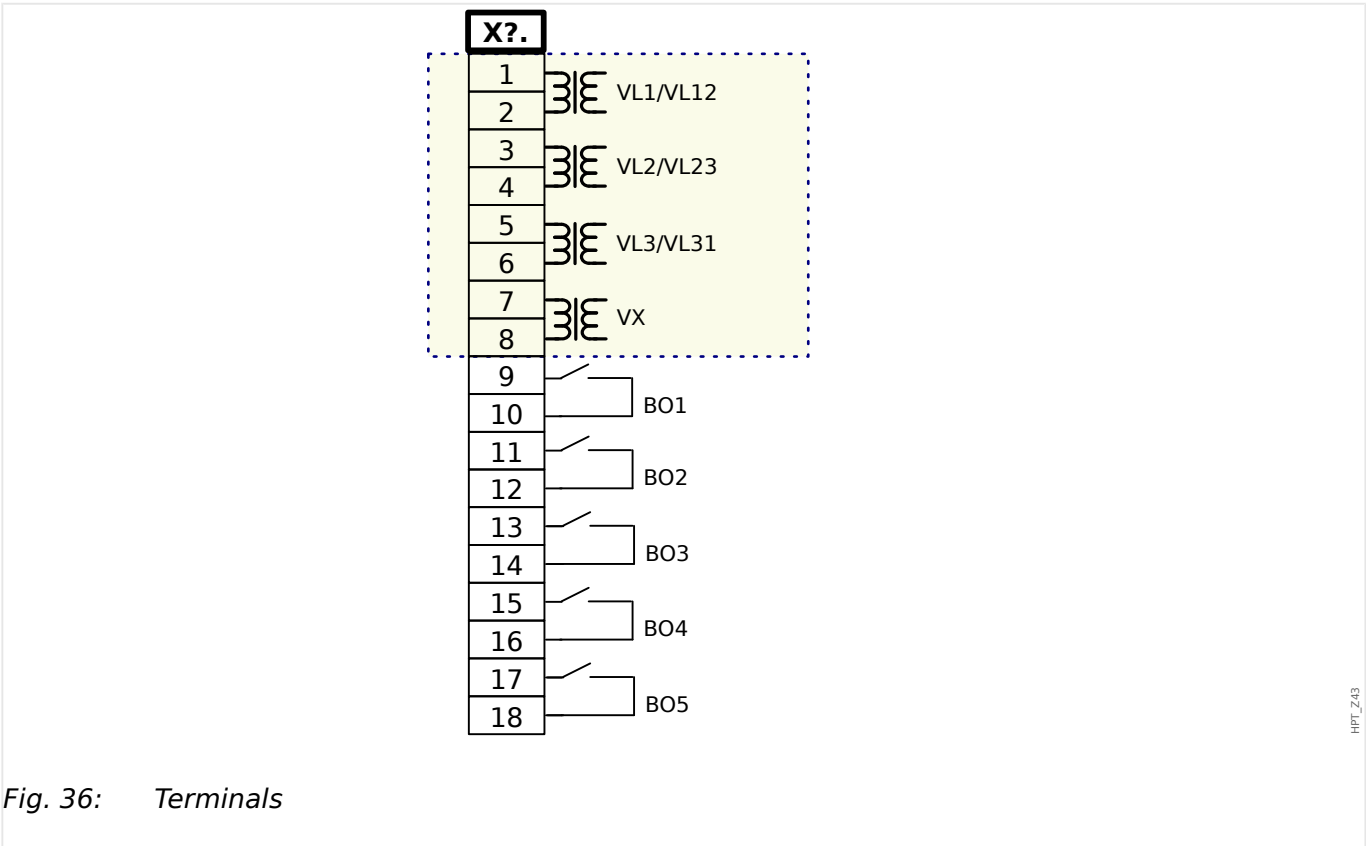 X?.
1
VL1/VL12
2
3
VL2/VL23
4
5
VL3/VL31
6
7
VX
8
9
BO1
10
11
BO2
12
13
BO3
14
15
BO4
16
17
BO5
18
HPT_Z43
Fig. 36: Terminals